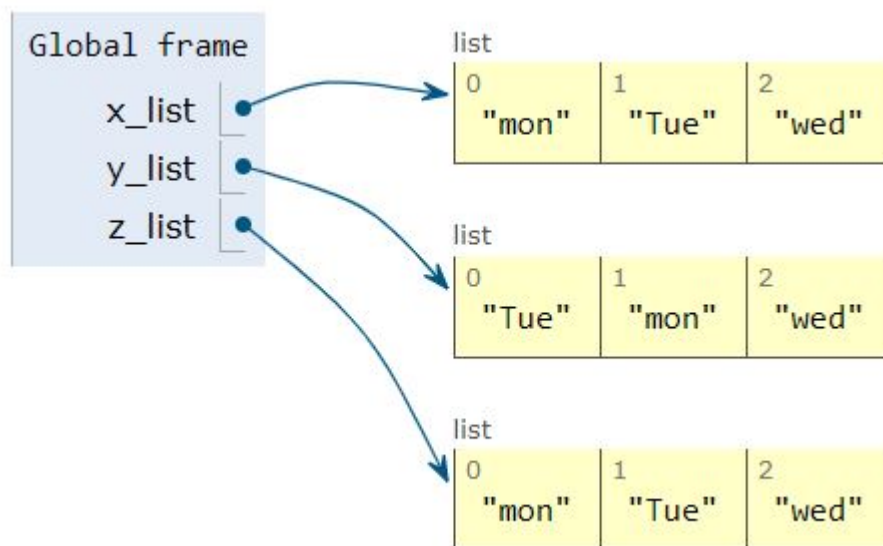 Global frame
x_list
y_list
z_list
list
0 1 2
"mon" "Tue" "wed"
list
0 1 2
"Tue" "mon" "wed"
list
0 1 2
"mon" "Tue" "wed"